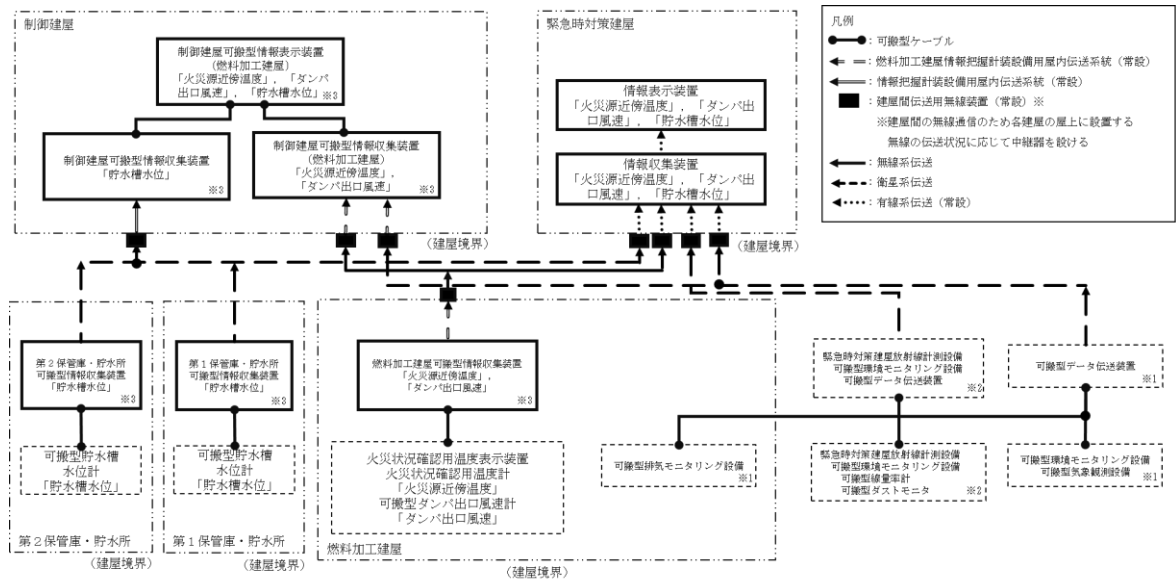 制御建屋
制御建屋可搬型情報表示装置
(燃料加工建屋)
「火災源近傍温度」,「ダンパ
出口風速」,「貯水槽水位」
※3
制御建屋可搬型情報収集装置
「貯水槽水位」
※3
制御建屋可搬型情報収集装置
(燃料加工建屋)
「火災源近傍温度」,
「ダンパ出口風速」
※3
(建屋境界)
緊急時対策建屋
情報表示装置
「火災源近傍温度」,「ダンパ出
口風速」,「貯水槽水位」
情報収集装置
「火災源近傍温度」,「ダンパ出
口風速」,「貯水槽水位」
(建屋境界)
凡例
:可搬型ケーブル
:燃料加工建屋情報把握計装設備用屋内伝送系統(常設)
:情報把握計装設備用屋内伝送系統(常設)
:建屋間伝送用無線装置(常設)※
※建屋間の無線通信のため各建屋の屋上に設置する
無線の伝送状況に応じて中継器を設ける
:無線系伝送
:衛星系伝送
:有線系伝送(常設)
第2保管庫・貯水所
可搬型情報収集装置
「貯水槽水位」
※3
可搬型貯水槽
水位計
「貯水槽水位」
第2保管庫・貯水所
(建屋境界)
第1保管庫・貯水所
可搬型情報収集装置
「貯水槽水位」
※3
可搬型貯水槽
水位計
「貯水槽水位」
第1保管庫・貯水所
(建屋境界)
燃料加工建屋可搬型情報収集装置
「火災源近傍温度」,
「ダンパ出口風速」
※3
火災状況確認用温度表示装置
火災状況確認用温度計
「火災源近傍温度」
可搬型ダンパ出口風速計
「ダンパ出口風速」
可搬型排気モニタリング設備
※1
燃料加工建屋
(建屋境界)
緊急時対策建屋放射線計測設備
可搬型環境モニタリング設備
可搬型データ伝送装置
※2
可搬型データ伝送装置
※1
緊急時対策建屋放射線計測設備
可搬型環境モニタリング設備
可搬型線量率計
可搬型ダストモニタ
※2
可搬型環境モニタリング設備
可搬型気象観測設備
※1